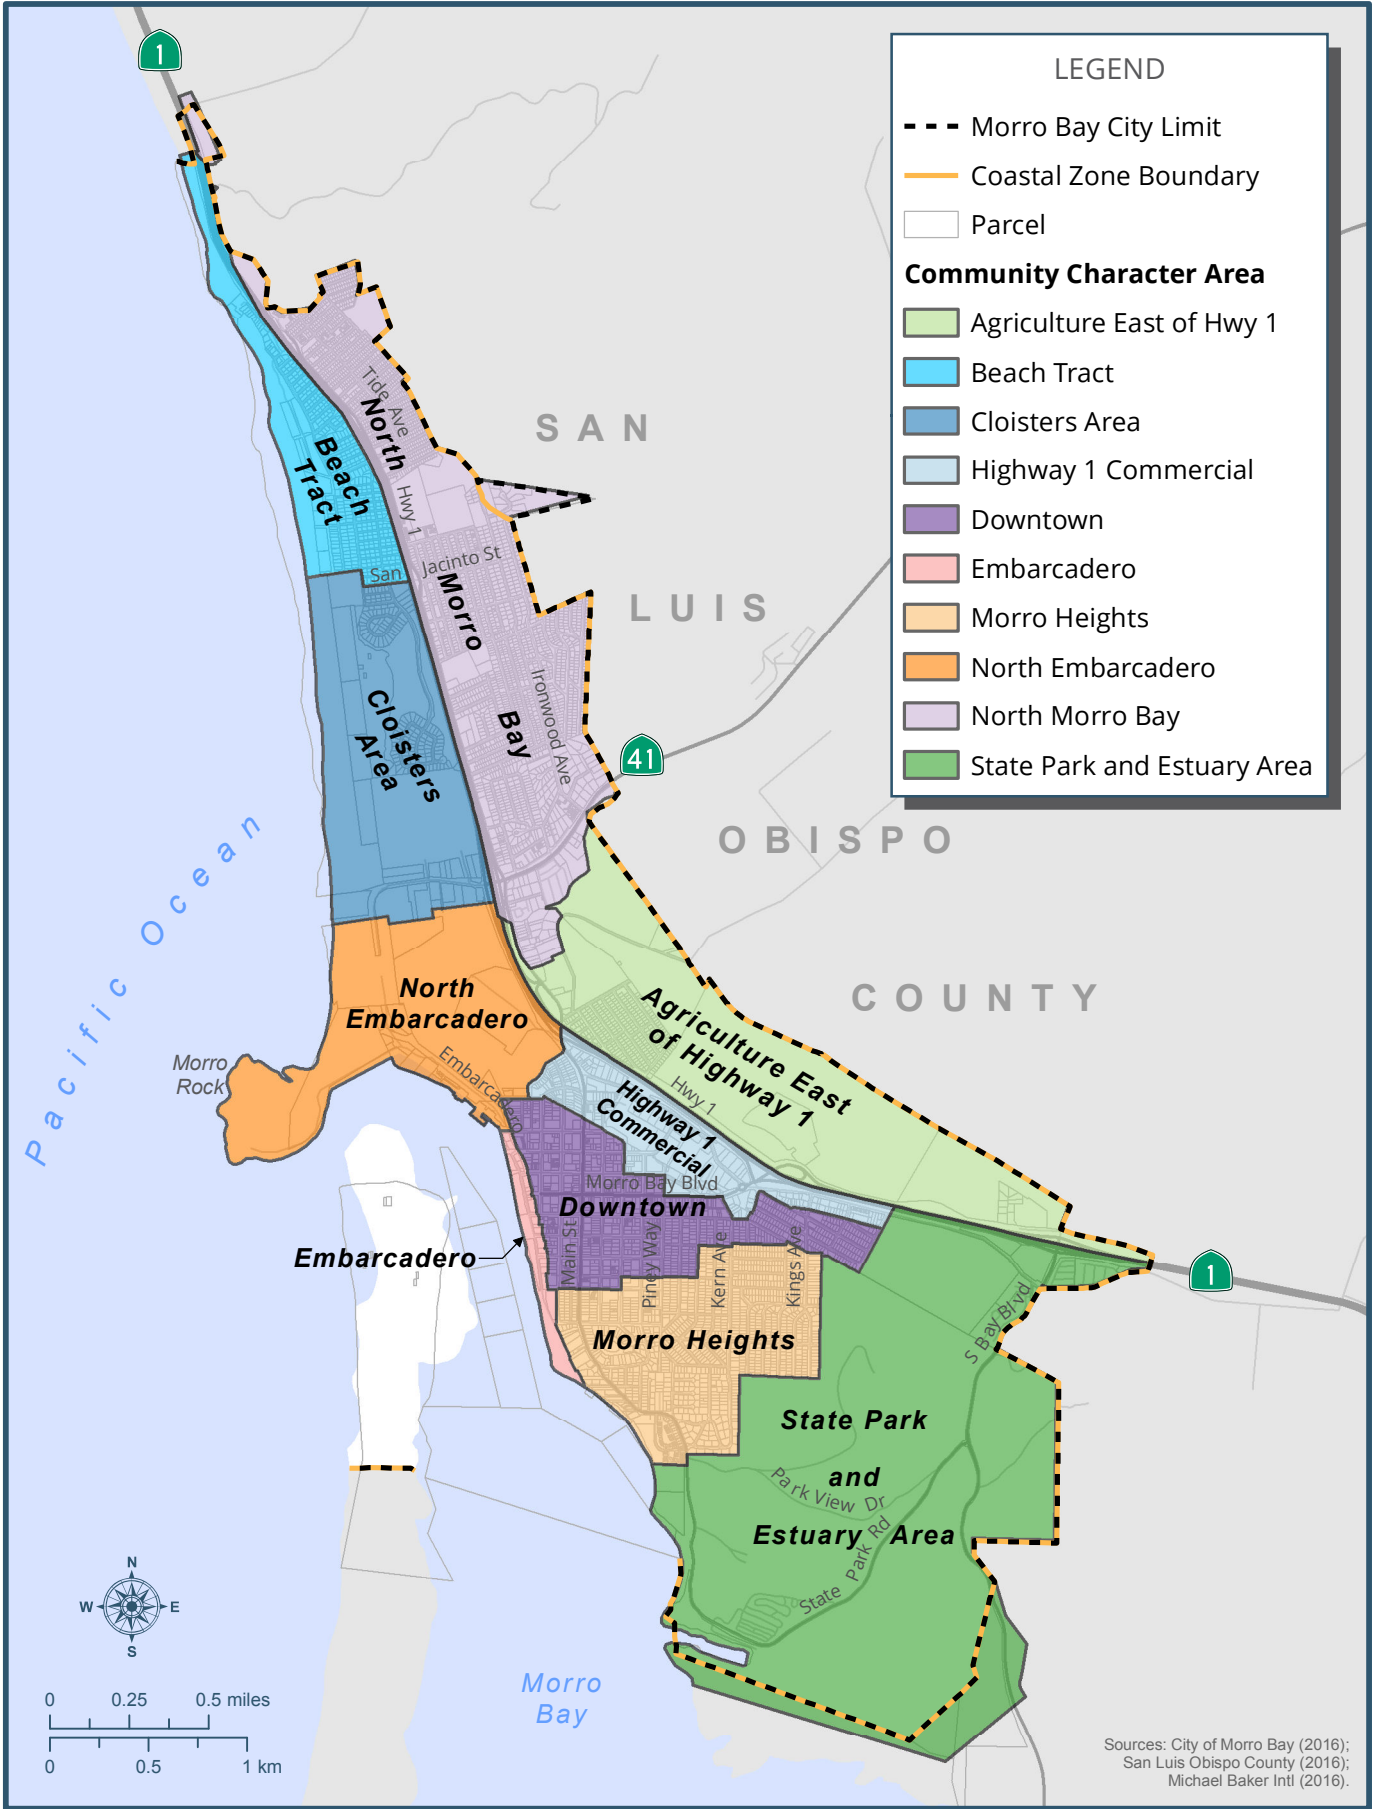 1
LEGEND
Morro Bay City Limit
Coastal Zone Boundary
Parcel
Community Character Area
Agriculture East of Hwy 1
Beach Tract
Cloisters Area
Highway 1 Commercial
Downtown
Embarcadero
Morro Heights
North Embarcadero
North Morro Bay
State Park and Estuary Area
Tide Ave
North
Morro
Bay
Beach
Tract
Hwy 1
San Jacinto St
SAN
LUIS
OBISPO
COUNTY
Ironwood Ave
41
Cloisters
Area
Pacific Ocean
North
Embarcadero
Morro
Rock
Embarcadero
Agriculture East
of Highway 1
Hwy 1
Highway 1
Commercial
Morro Bay Blvd
Downtown
Main St
Piney Way
Kern Ave
Kings Ave
Embarcadero
1
S Bay Blvd
Morro Heights
State Park
and
Estuary Area
Park View Dr
State Park Rd
N
W
E
S
Morro
Bay
0 0.25 0.5 miles
0 0.5 1 km
Sources: City of Morro Bay (2016);
San Luis Obispo County (2016);
Michael Baker Intl (2016).